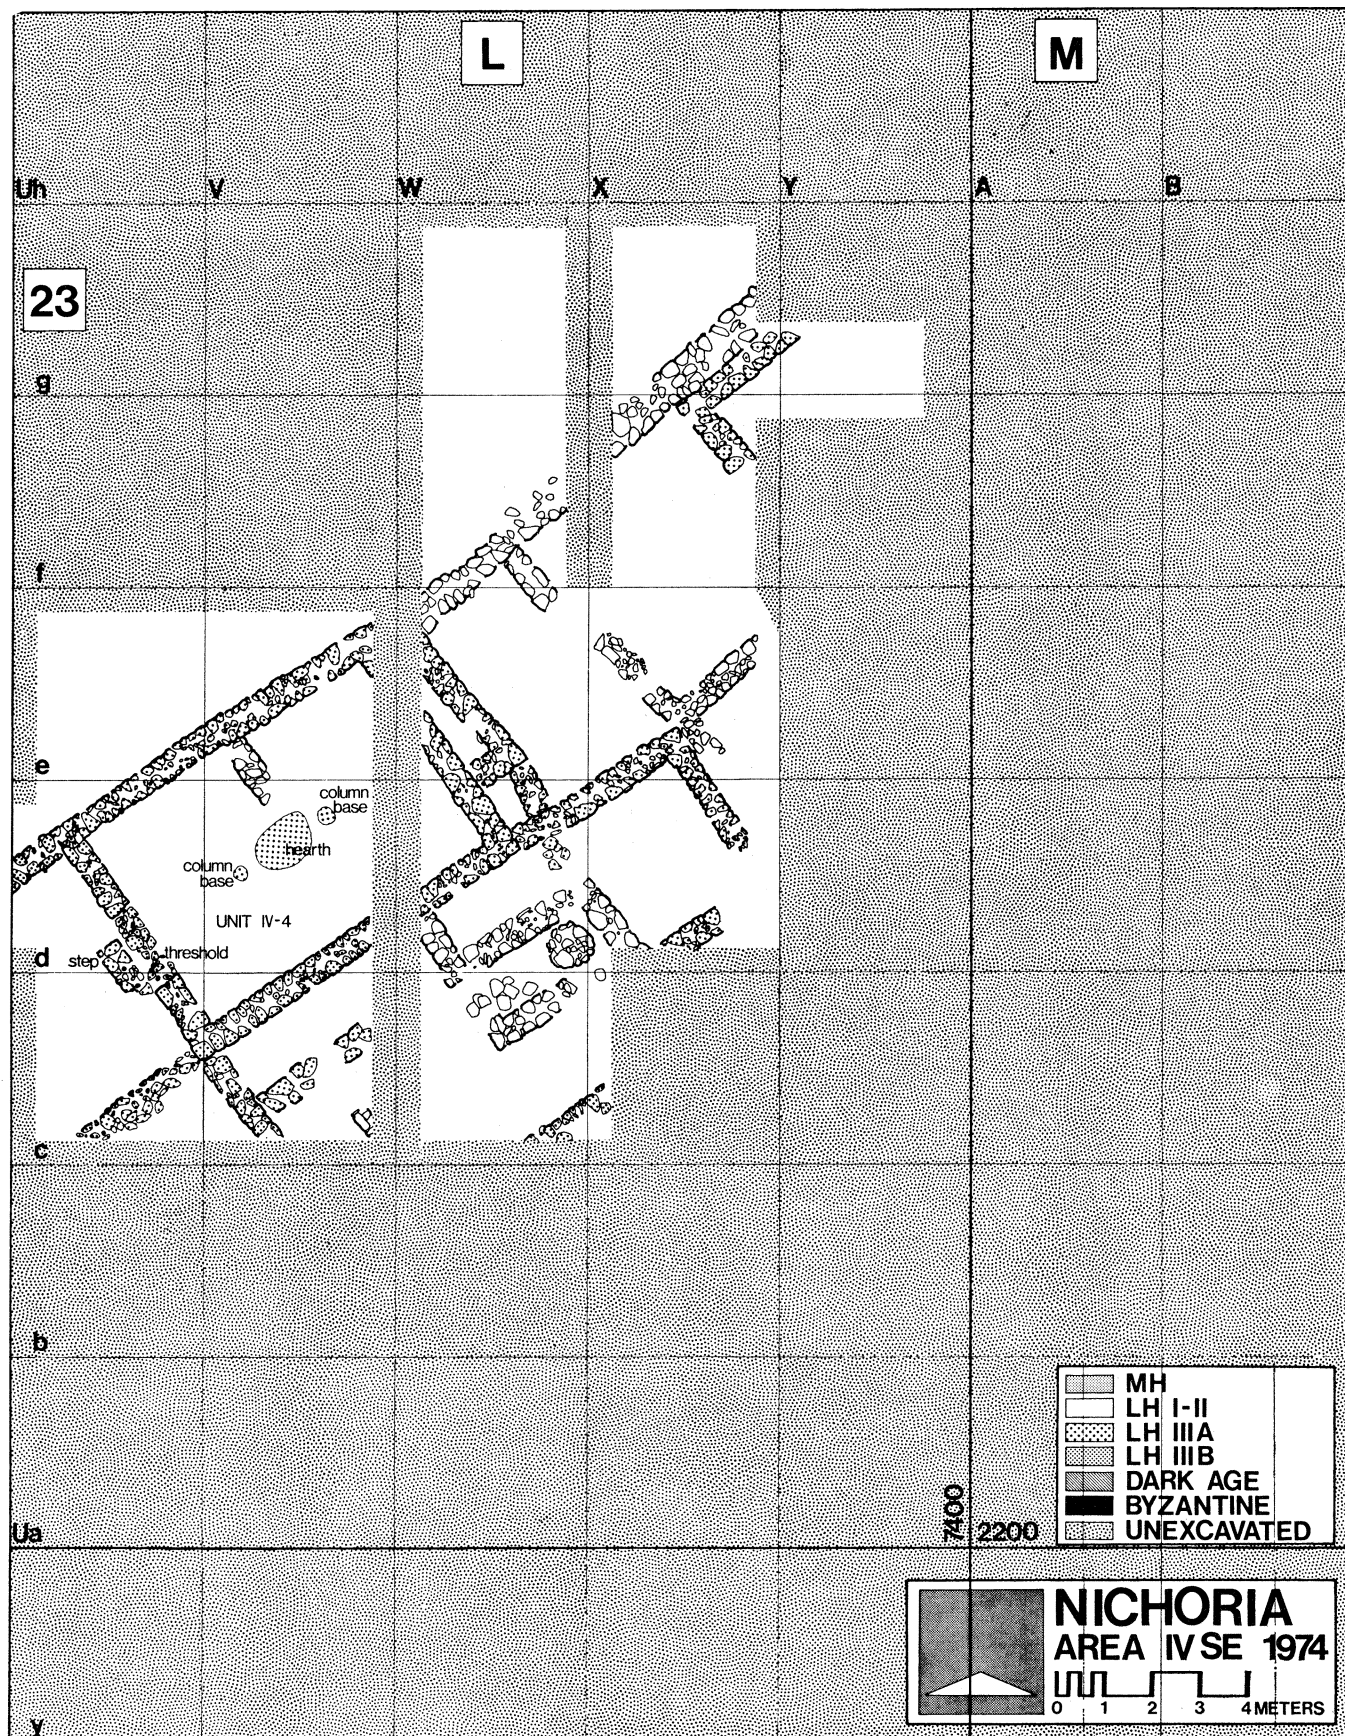 L M
Uh V W X Y A B
23
g
f
e
column
base
hearth
column
base
UNIT IV-4
d
step threshold
c
b
MH
LH I-II
LH IIIA
LH IIIB
DARK AGE
BYZANTINE
UNEXCAVATED
7400
2200
Ua
NICHORIA
AREA IV SE 1974
0 1 2 3 4 METERS
y